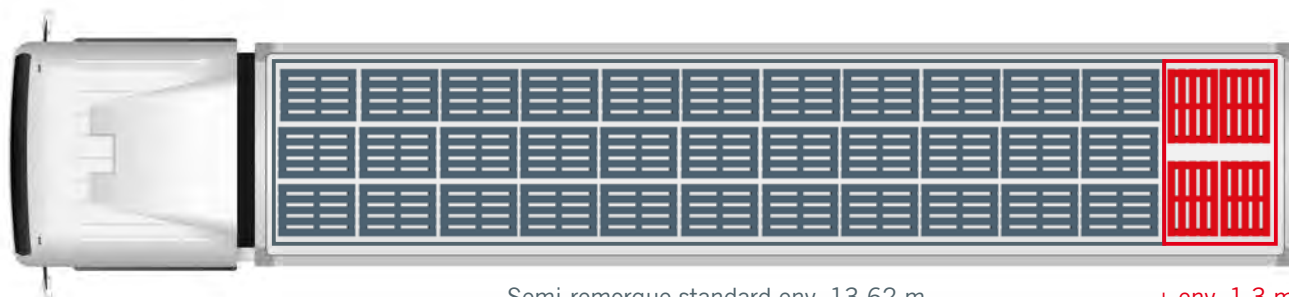 Semi-remorque standard env. 13,62 m
+ env. 1,3 m